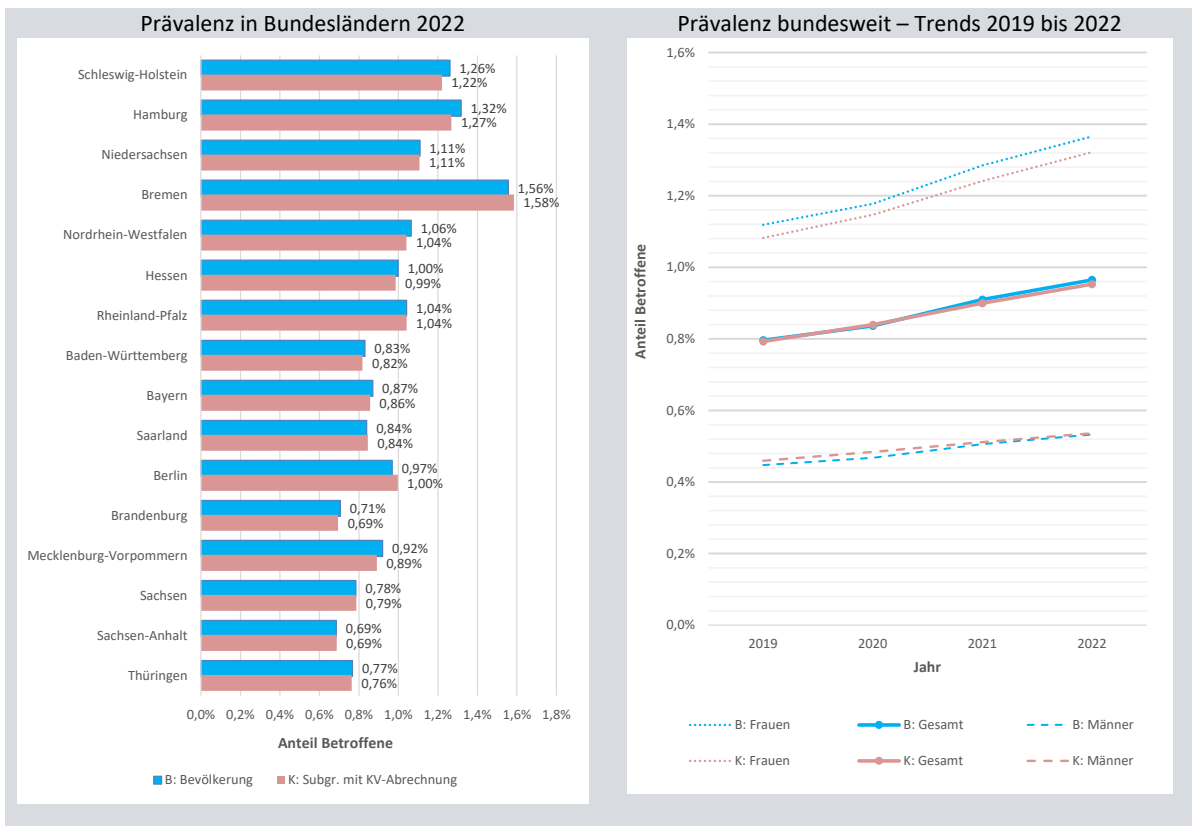 Prävalenz in Bundesländern 2022
Schleswig-Holstein
1,26%
1,22%
Hamburg
1,32%
1,27%
Niedersachsen
1,11%
1,11%
Bremen
1,56%
1,58%
Nordrhein-Westfalen
1,06%
1,04%
Hessen
1,00%
0,99%
Rheinland-Pfalz
1,04%
1,04%
Baden-Württemberg
0,83%
0,82%
Bayern
0,87%
0,86%
Saarland
0,84%
0,84%
Berlin
0,97%
1,00%
Brandenburg
0,71%
0,69%
Mecklenburg-Vorpommern
0,92%
0,89%
Sachsen
0,78%
0,79%
Sachsen-Anhalt
0,69%
0,69%
Thüringen
0,77%
0,76%
0,0% 0,2% 0,4% 0,6% 0,8% 1,0% 1,2% 1,4% 1,6% 1,8%
Anteil Betroffene
B: Bevölkerung K: Subgr. mit KV-Abrechnung
Prävalenz bundesweit – Trends 2019 bis 2022
1,6%
1,4%
1,2%
1,0%
0,8%
0,6%
0,4%
0,2%
0,0%
Anteil Betroffene
2019 2020 2021 2022
Jahr
B: Frauen B: Gesamt B: Männer
K: Frauen K: Gesamt K: Männer